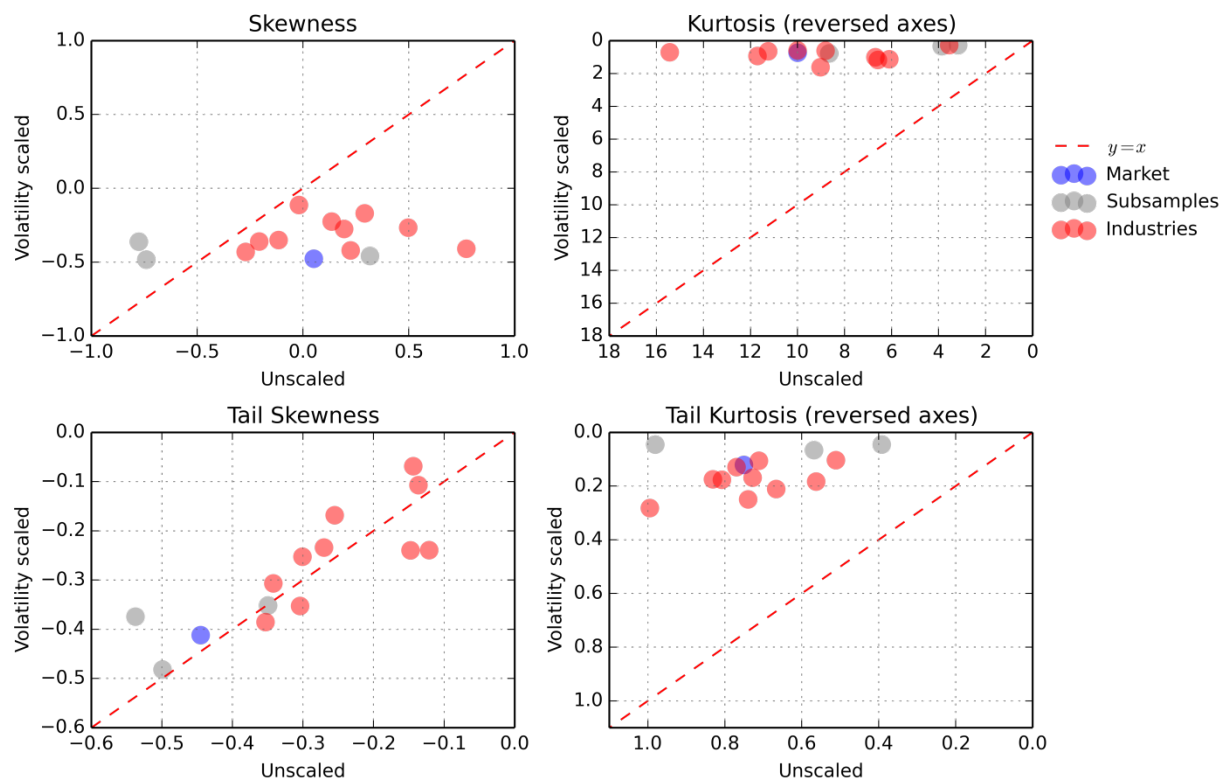 Skewness
1.0
0.5
0.0
−0.5
−1.0
Volatility scaled
−1.0 −0.5 0.0 0.5 1.0
Unscaled
Kurtosis (reversed axes)
0
2
4
6
8
10
12
14
16
18
Volatility scaled
18 16 14 12 10 8 6 4 2 0
Unscaled
y=x
Market
Subsamples
Industries
Tail Skewness
0.0
−0.1
−0.2
−0.3
−0.4
−0.5
−0.6
Volatility scaled
−0.6 −0.5 −0.4 −0.3 −0.2 −0.1 0.0
Unscaled
Tail Kurtosis (reversed axes)
0.0
0.2
0.4
0.6
0.8
1.0
Volatility scaled
1.0 0.8 0.6 0.4 0.2 0.0
Unscaled